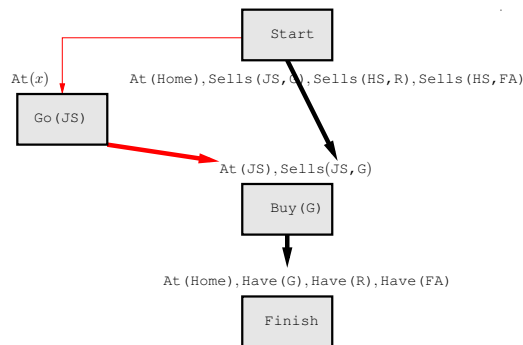 Start
At(x)
At(Home),Sells(JS,G),Sells(HS,R),Sells(HS,FA)
Go(JS)
At(JS),Sells(JS,G)
Buy(G)
At(Home),Have(G),Have(R),Have(FA)
Finish